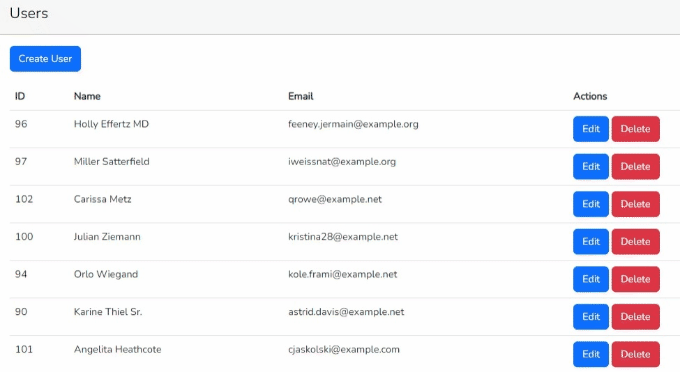 Users
Create User
ID Name Email Actions
96 Holly Effertz MD feeney.jermain@example.org Edit Delete
97 Miller Satterfield iweissnat@example.org Edit Delete
102 Carissa Metz qrowe@example.net Edit Delete
100 Julian Ziemann kristina28@example.net Edit Delete
94 Orlo Wiegand kole.frami@example.net Edit Delete
90 Karine Thiel Sr. astrid.davis@example.net Edit Delete
101 Angelita Heathcote cjaskolski@example.com Edit Delete